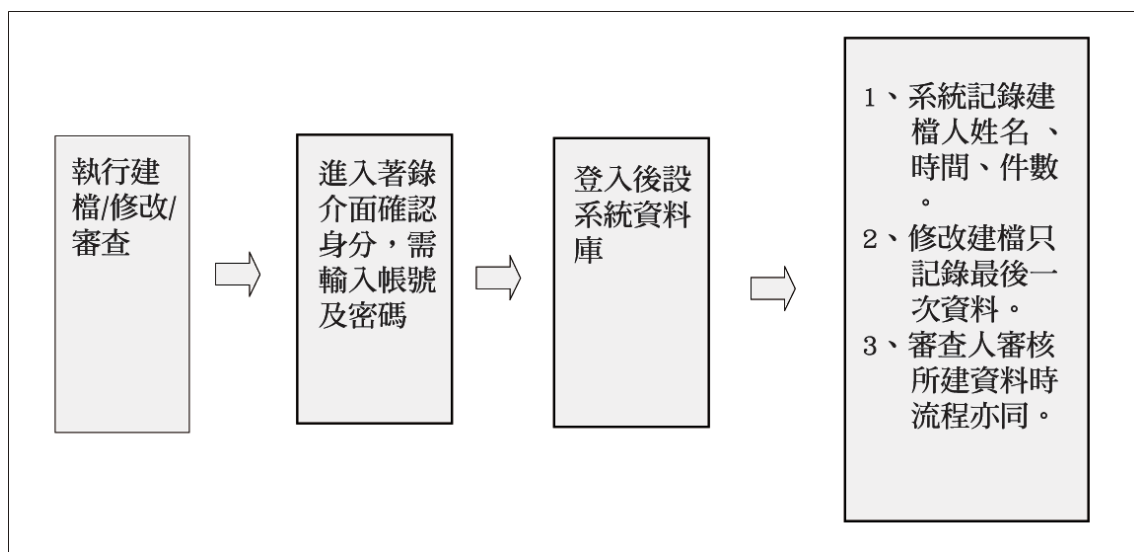 執行建
檔/修改/
審查
進入著錄
介面確認
身分，需
輸入帳號
及密碼
登入後設
系統資料
庫
1、系統記錄建
檔人姓名、
時間、件數
。
2、修改建檔只
記錄最後一
次資料。
3、審查人審核
所建資料時
流程亦同。